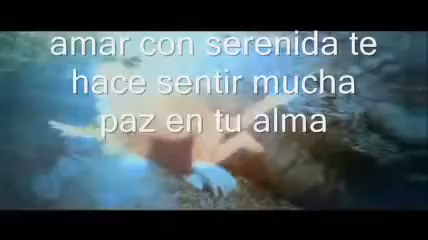 amar con serenida te
hace sentir mucha
paz en tu alma